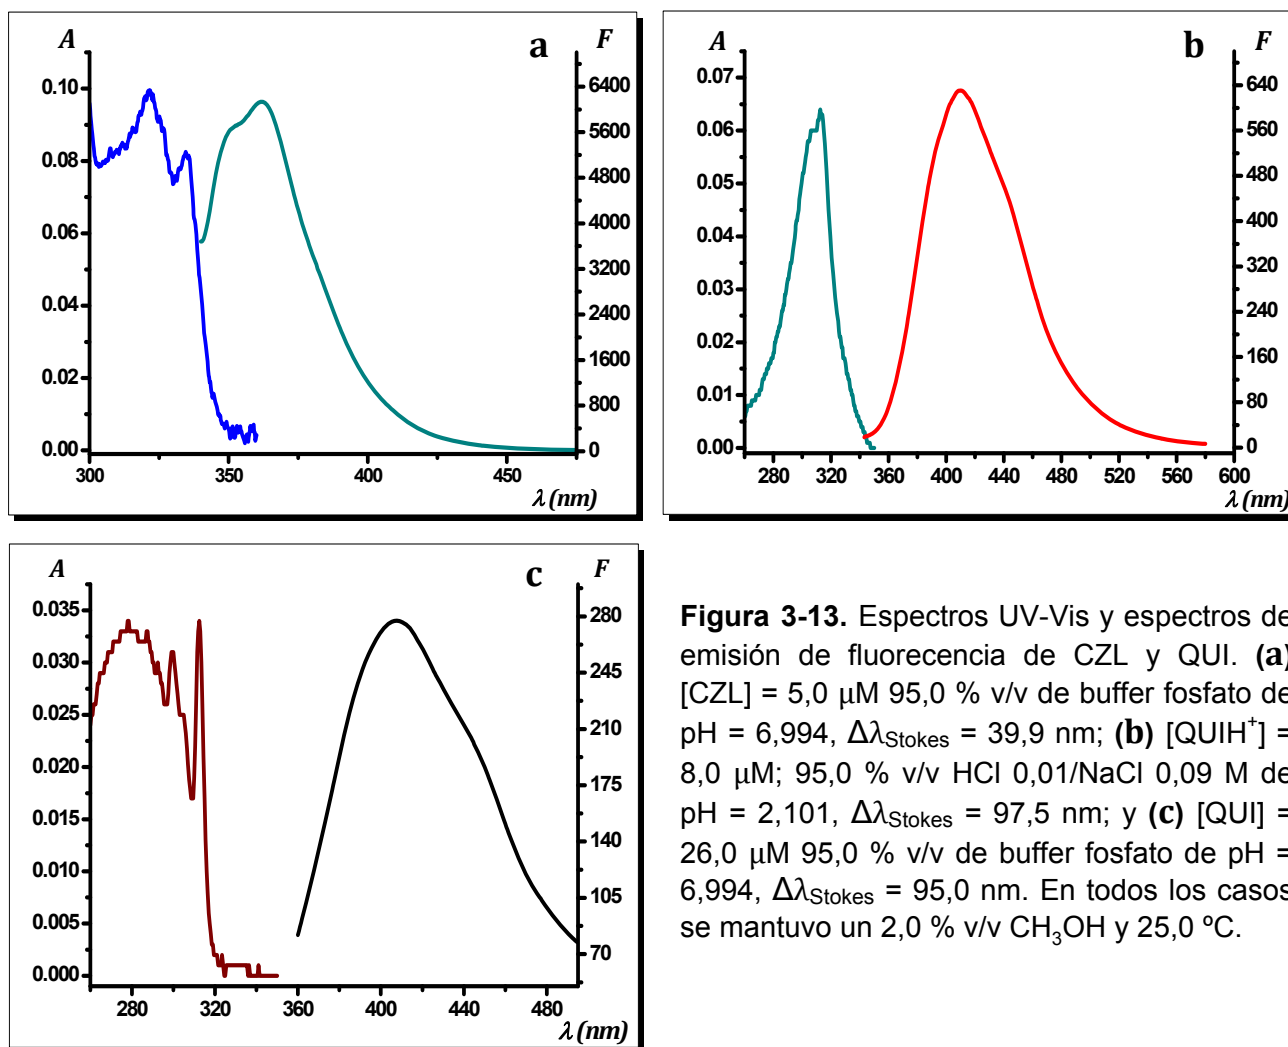 A a F
0.10
0.08
0.06
0.04
0.02
0.00
6400
5600
4800
4000
3200
2400
1600
800
0
300 350 400 450
λ (nm)
A b F
0.07
0.06
0.05
0.04
0.03
0.02
0.01
0.00
640
560
480
400
320
240
160
80
0
280 320 360 400 440 480 520 560 600
λ (nm)
A c F
0.035
0.030
0.025
0.020
0.015
0.010
0.005
0.000
280
245
210
175
140
105
70
280 320 360 400 440 480
λ (nm)
Figura 3-13. Espectros UV-Vis y espectros de
emisión de fluorecencia de CZL y QUI. (a)
[CZL] = 5,0 μM 95,0 % v/v de buffer fosfato de
pH = 6,994, ΔλStokes = 39,9 nm; (b) [QUIH⁺] =
8,0 μM; 95,0 % v/v HCl 0,01/NaCl 0,09 M de
pH = 2,101, ΔλStokes = 97,5 nm; y (c) [QUI] =
26,0 μM 95,0 % v/v de buffer fosfato de pH =
6,994, ΔλStokes = 95,0 nm. En todos los casos
se mantuvo un 2,0 % v/v CH₃OH y 25,0 ºC.